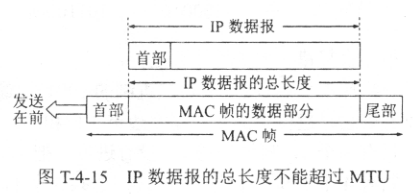 IP 数据报
首部
IP 数据报的总长度
发送
在前
首部 MAC 帧的数据部分 尾部
MAC 帧
图 T-4-15 IP 数据报的总长度不能超过 MTU